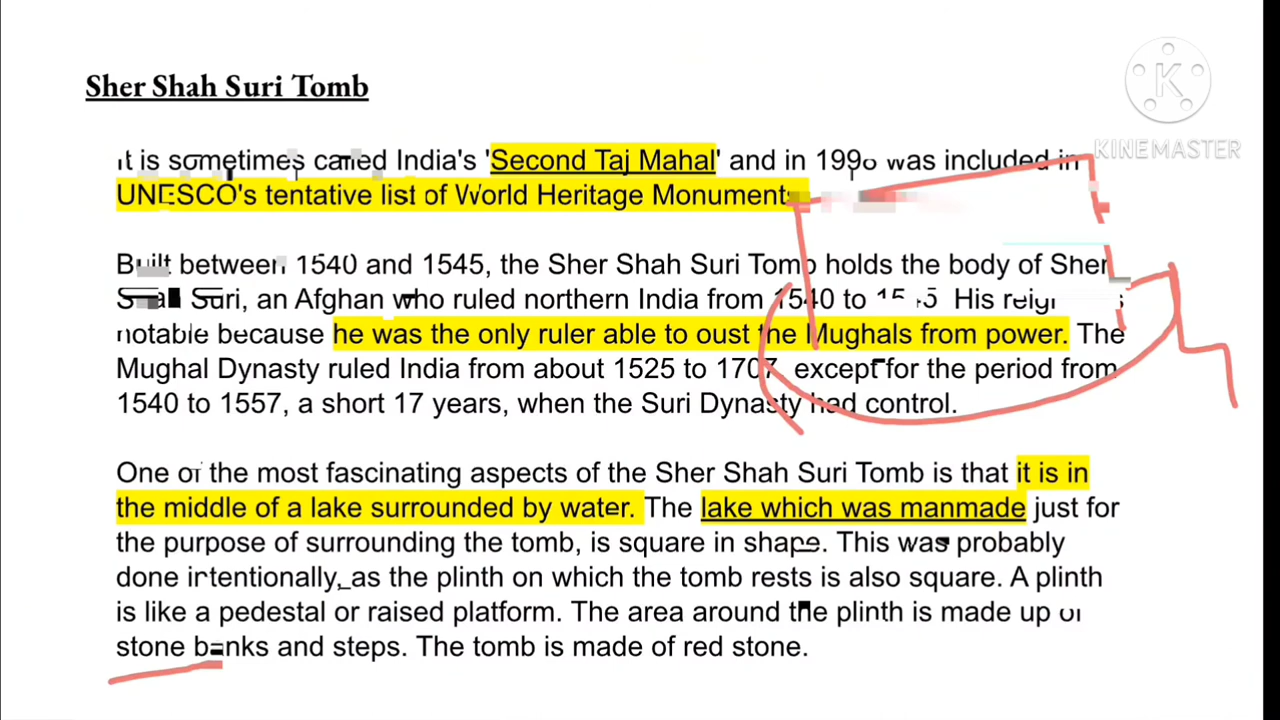 Sher Shah Suri Tomb
KINEMASTER
It is sometimes called India's 'Second Taj Mahal' and in 1998 was included in
UNESCO's tentative list of World Heritage Monuments
Built between 1540 and 1545, the Sher Shah Suri Tomb holds the body of Sher
Shah Suri, an Afghan who ruled northern India from 1540 to 1545 His reign is
notable because he was the only ruler able to oust the Mughals from power. The
Mughal Dynasty ruled India from about 1525 to 1707 except for the period from
1540 to 1557, a short 17 years, when the Suri Dynasty had control.
One of the most fascinating aspects of the Sher Shah Suri Tomb is that it is in
the middle of a lake surrounded by water. The lake which was manmade just for
the purpose of surrounding the tomb, is square in shape. This was probably
done intentionally, as the plinth on which the tomb rests is also square. A plinth
is like a pedestal or raised platform. The area around the plinth is made up of
stone banks and steps. The tomb is made of red stone.